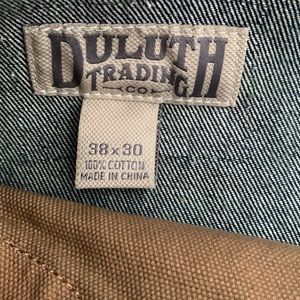 DULUTH
TRADING
CO
38 x 30
100% COTTON
MADE IN CHINA